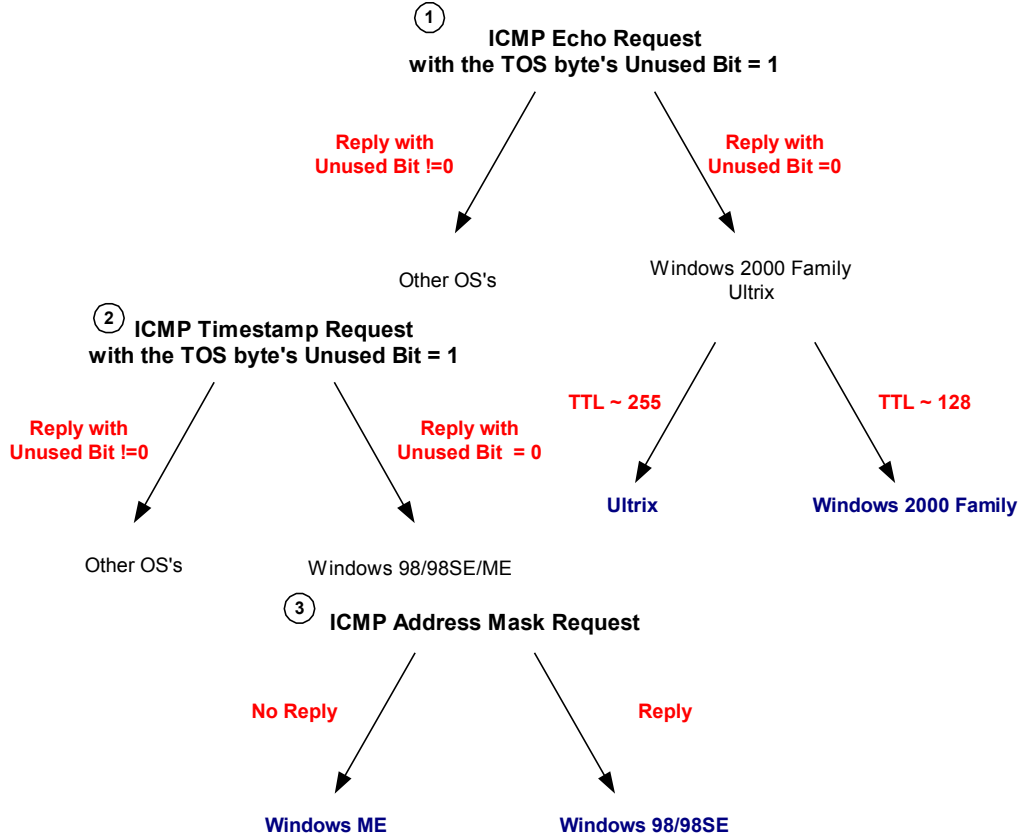 1
ICMP Echo Request
with the TOS byte's Unused Bit = 1
Reply with
Unused Bit !=0
Reply with
Unused Bit =0
Other OS's
Windows 2000 Family
Ultrix
2
ICMP Timestamp Request
with the TOS byte's Unused Bit = 1
TTL ~ 255
TTL ~ 128
Reply with
Unused Bit !=0
Reply with
Unused Bit = 0
Ultrix
Windows 2000 Family
Other OS's
Windows 98/98SE/ME
3
ICMP Address Mask Request
No Reply
Reply
Windows ME
Windows 98/98SE